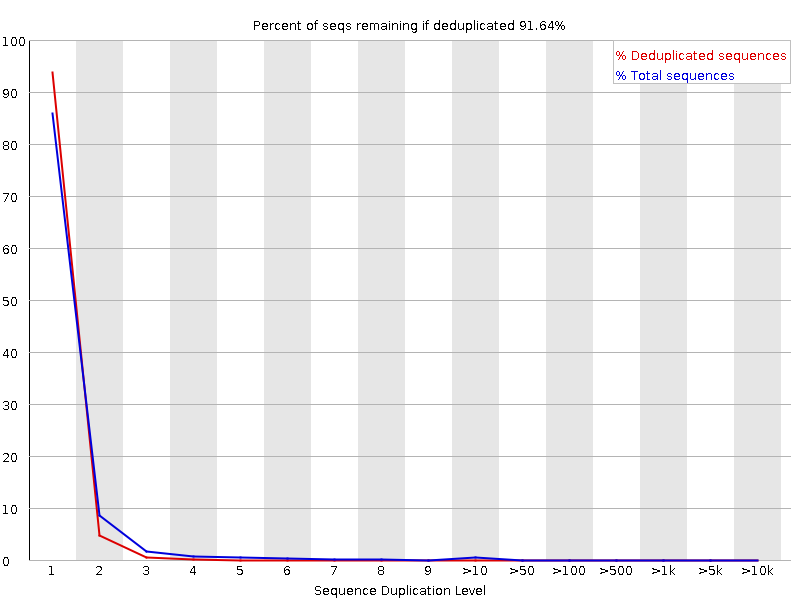 Percent of seqs remaining if deduplicated 91.64%
% Deduplicated sequences
% Total sequences
100
90
80
70
60
50
40
30
20
10
0
1 2 3 4 5 6 7 8 9 >10 >50 >100 >500 >1k >5k >10k
Sequence Duplication Level